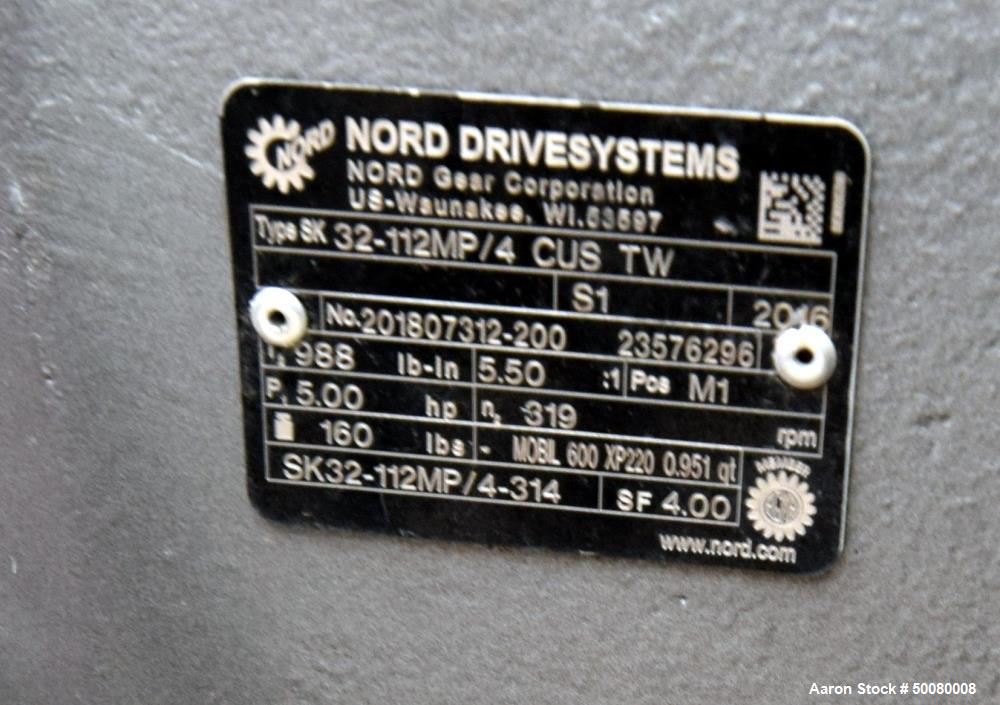 NORD NORD DRIVESYSTEMS
NORD Gear Corporation
US-Waunakee, WI.53597
Type SK 32-112MP/4 CUS TW
S1 2016
No. 201807312-200 23576296
988 lb-in 5.50 :1 Pos M1
P₁ 5.00 hp n₂ 319 rpm
160 lbs - MOBIL 600 XP220 0.951 qt
SK32-112MP/4-314 SF 4.00
MEMBER
www.nord.com
Aaron Stock # 50080008